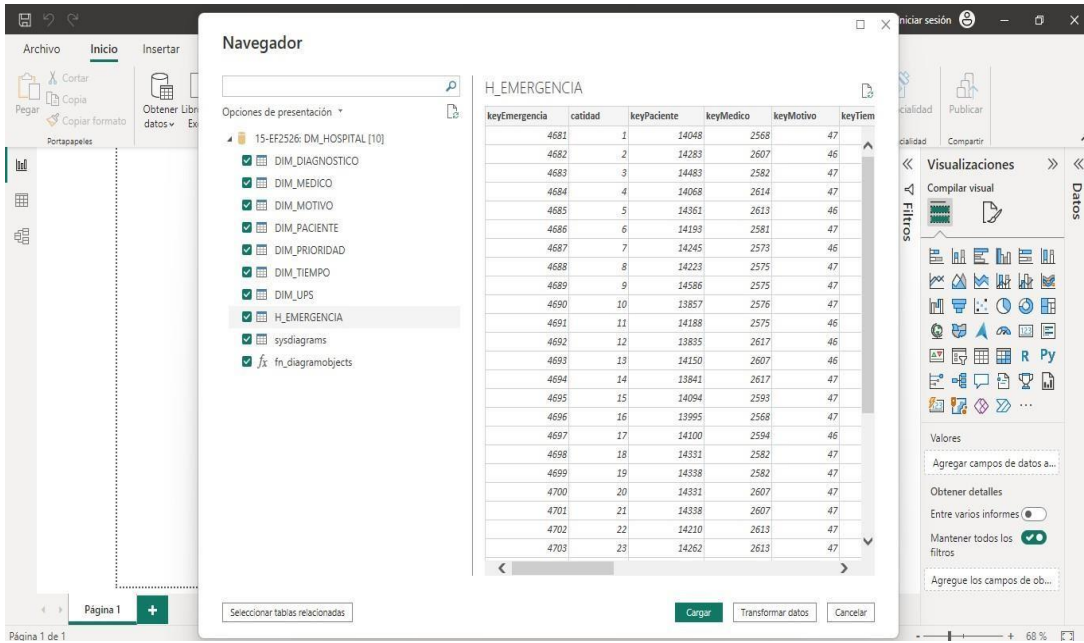 Iniciar sesión
Archivo Inicio Insertar
Pegar
Cortar
Copia
Copiar formato
Portapapeles
Obtener datos
Publicar
Compartir
Navegador
Opciones de presentación
15-EF2526: DM_HOSPITAL [10]
DIM_DIAGNOSTICO
DIM_MEDICO
DIM_MOTIVO
DIM_PACIENTE
DIM_PRIORIDAD
DIM_TIEMPO
DIM_UPS
H_EMERGENCIA
sysdiagrams
fx fn_diagramobjects
H_EMERGENCIA
keyEmergencia catidad keyPaciente keyMedico keyMotivo keyTiem
4681 1 14048 2568 47
4682 2 14283 2607 46
4683 3 14483 2582 47
4684 4 14068 2614 47
4685 5 14361 2613 46
4686 6 14193 2581 47
4687 7 14245 2573 46
4688 8 14223 2575 47
4689 9 14586 2575 47
4690 10 13857 2576 47
4691 11 14188 2575 46
4692 12 13835 2617 46
4693 13 14150 2607 46
4694 14 13841 2617 47
4695 15 14094 2593 47
4696 16 13995 2568 47
4697 17 14100 2594 46
4698 18 14331 2582 47
4699 19 14338 2582 47
4700 20 14331 2607 47
4701 21 14338 2607 47
4702 22 14210 2613 47
4703 23 14262 2613 47
Seleccionar tablas relacionadas
Cargar Transformar datos Cancelar
Filtros
Visualizaciones
Compilar visual
123
R Py
Valores
Agregar campos de datos a...
Obtener detalles
Entre varios informes
Mantener todos los
filtros
Agregue los campos de ob...
Datos
Página 1
Página 1 de 1
68 %